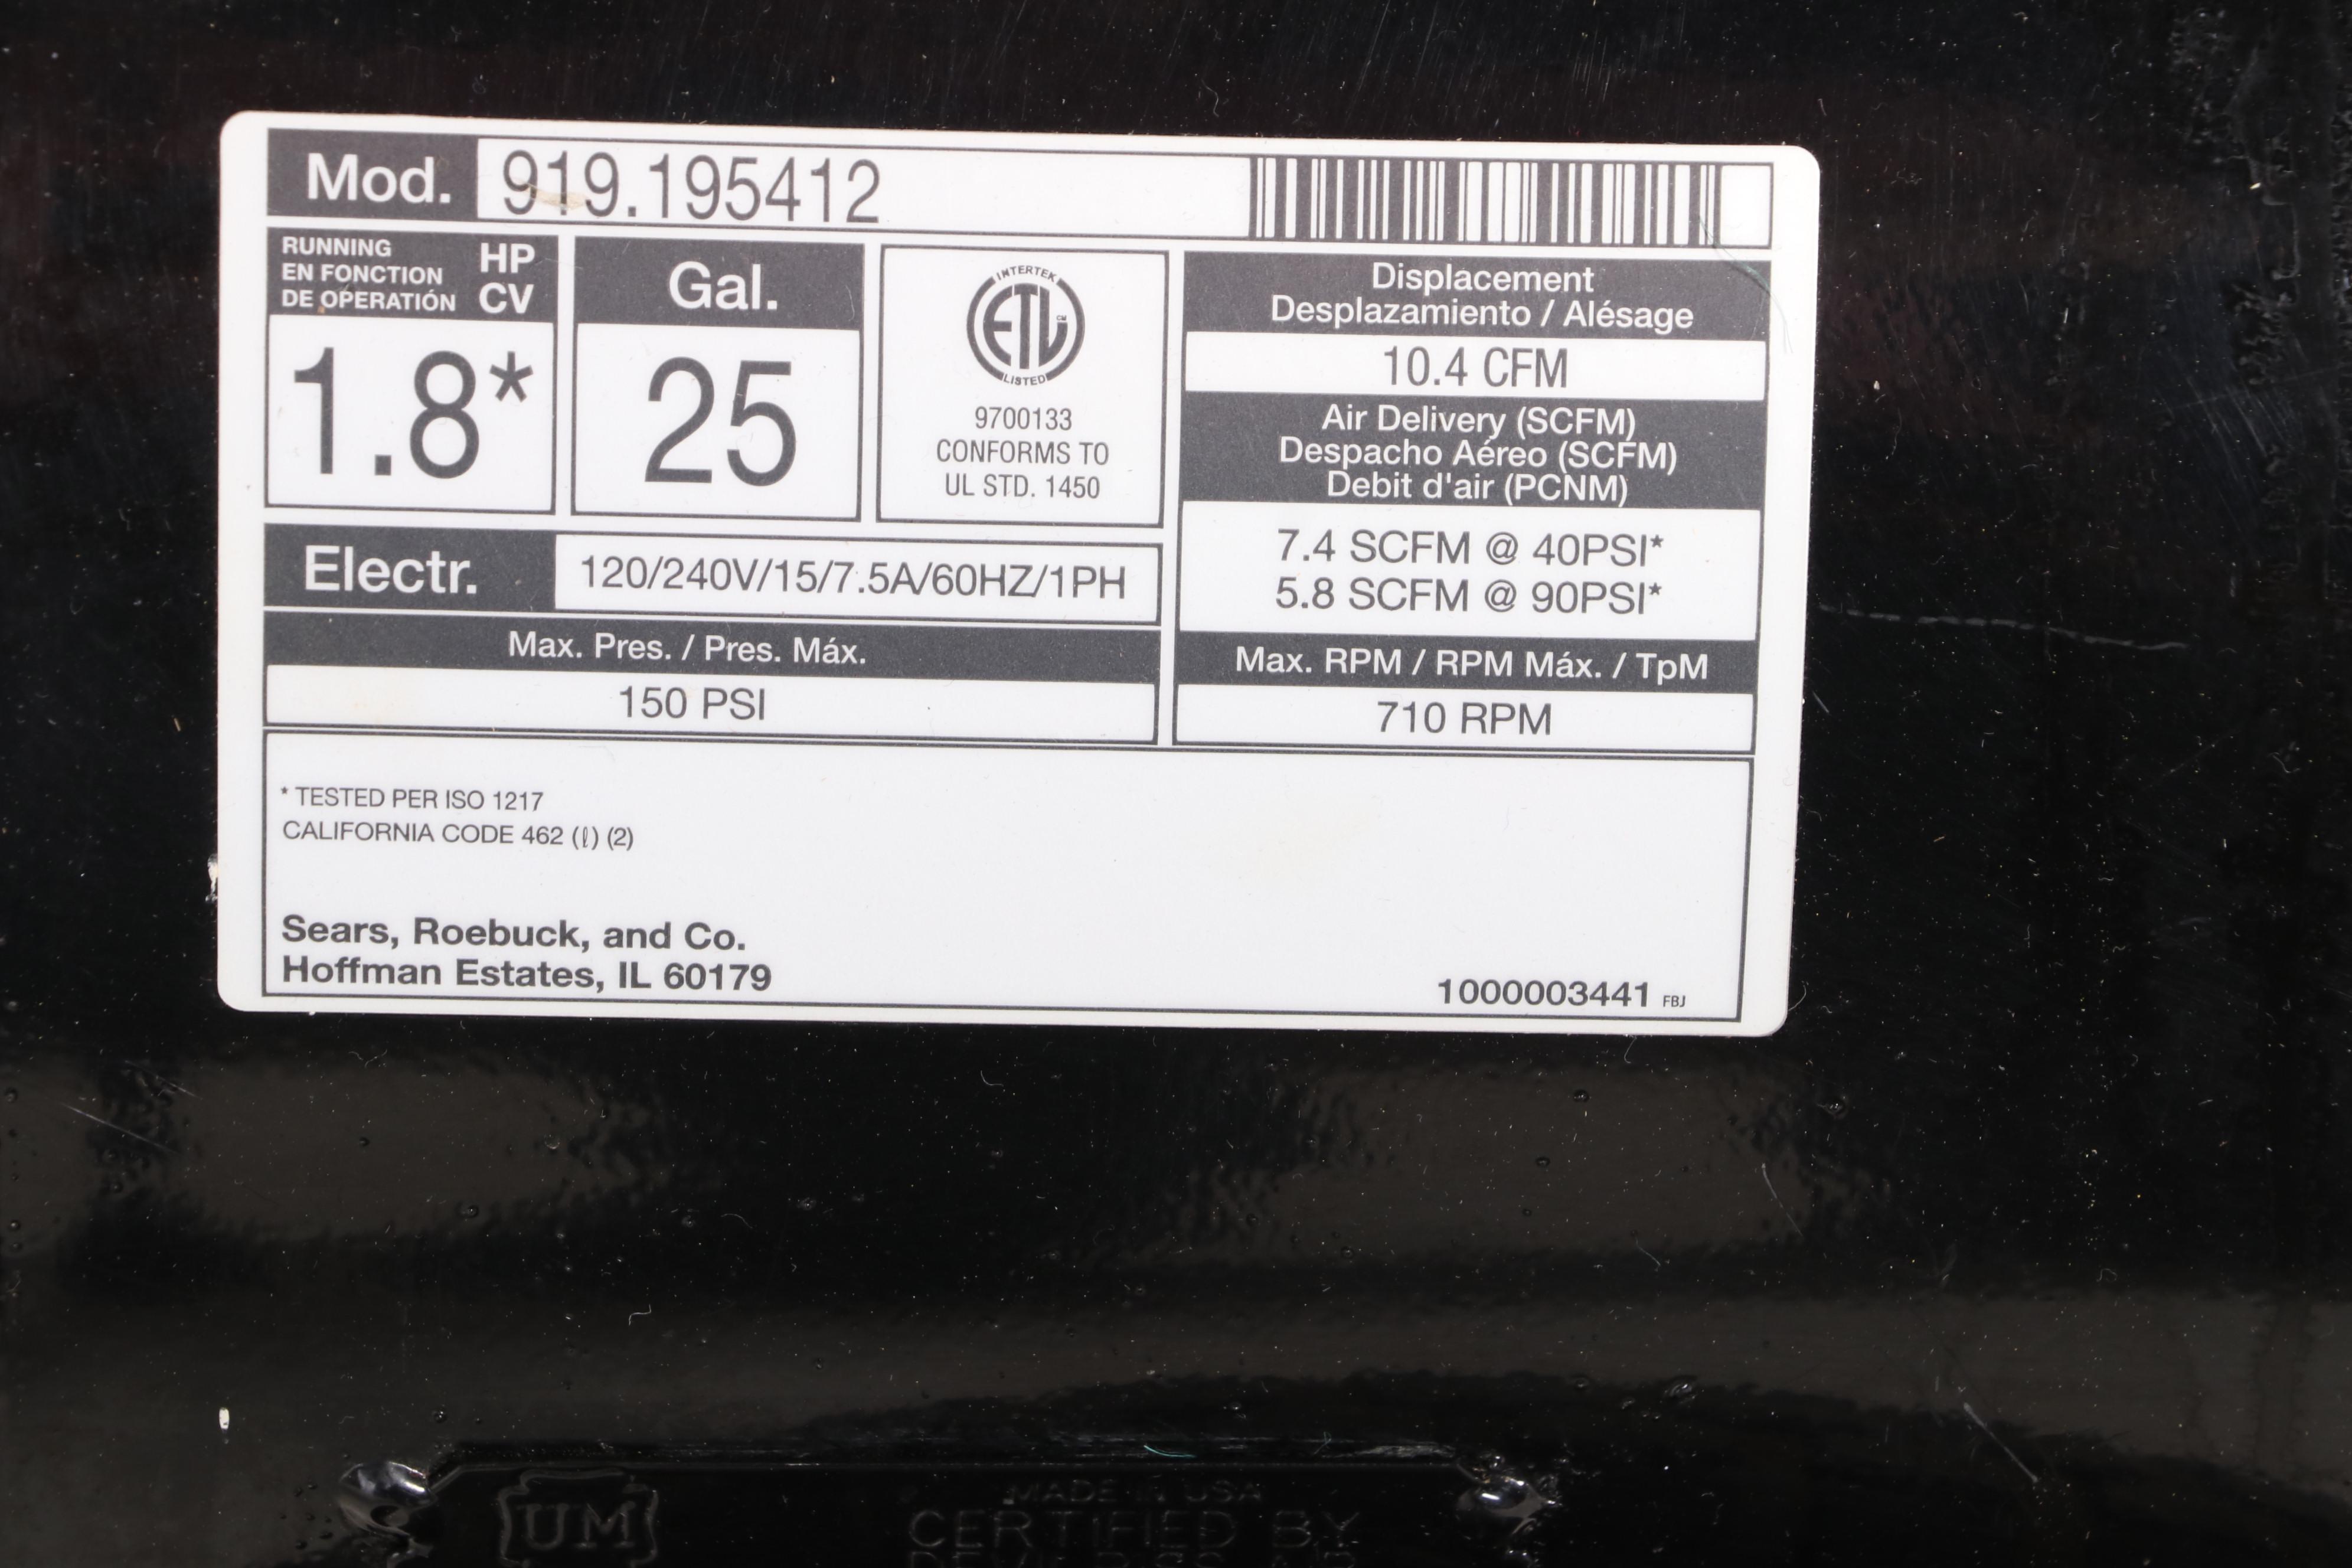 Mod. 919.195412
RUNNING HP
EN FONCTION CV
DE OPERATIÓN
1.8*
Gal.
25
INTERTEK
ETL CM
LISTED
9700133
CONFORMS TO
UL STD. 1450
Displacement
Desplazamiento / Alésage
10.4 CFM
Air Delivery (SCFM)
Despacho Aéreo (SCFM)
Debit d'air (PCNM)
7.4 SCFM @ 40PSI*
5.8 SCFM @ 90PSI*
Electr. 120/240V/15/7.5A/60HZ/1PH
Max. Pres. / Pres. Máx.
150 PSI
Max. RPM / RPM Máx. / TpM
710 RPM
* TESTED PER ISO 1217
CALIFORNIA CODE 462 (ℓ) (2)
Sears, Roebuck, and Co.
Hoffman Estates, IL 60179
1000003441 FBJ
UM
MADE IN USA
CERTIFIED BY